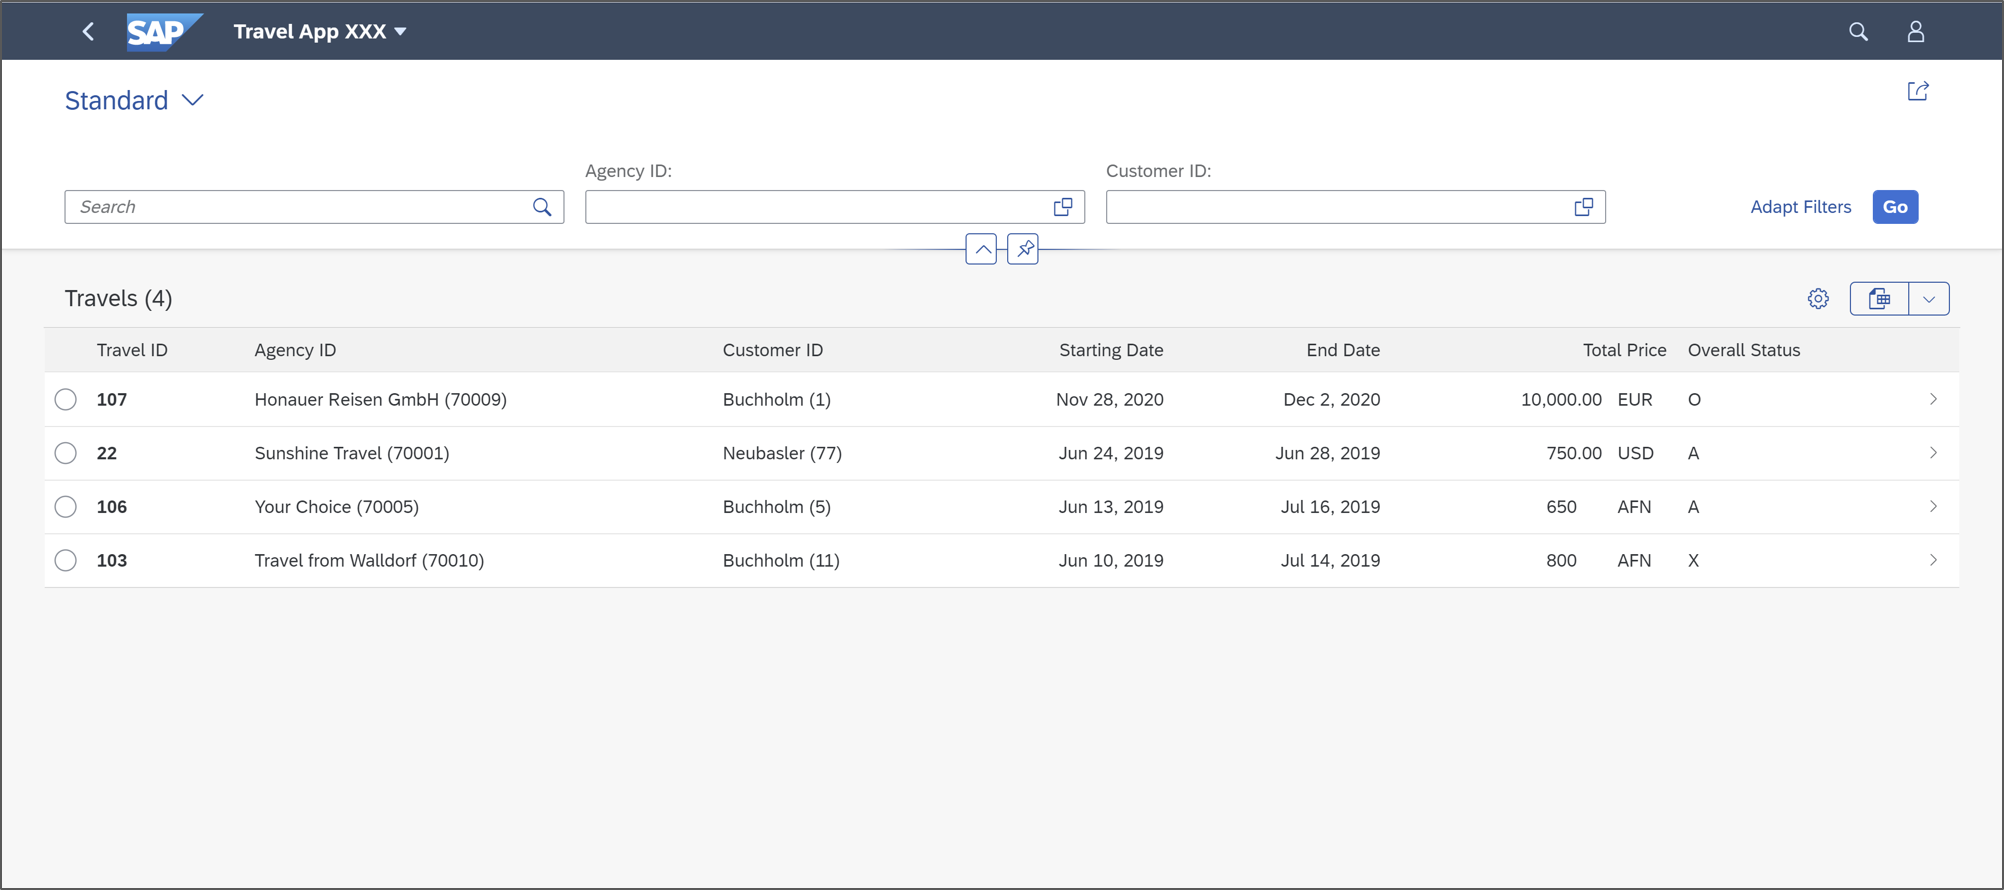 SAP Travel App XXX
Standard
Agency ID: Customer ID:
Search Adapt Filters Go
Travels (4)
Travel ID Agency ID Customer ID Starting Date End Date Total Price Overall Status
107 Honauer Reisen GmbH (70009) Buchholm (1) Nov 28, 2020 Dec 2, 2020 10,000.00 EUR O
22 Sunshine Travel (70001) Neubasler (77) Jun 24, 2019 Jun 28, 2019 750.00 USD A
106 Your Choice (70005) Buchholm (5) Jun 13, 2019 Jul 16, 2019 650 AFN A
103 Travel from Walldorf (70010) Buchholm (11) Jun 10, 2019 Jul 14, 2019 800 AFN X